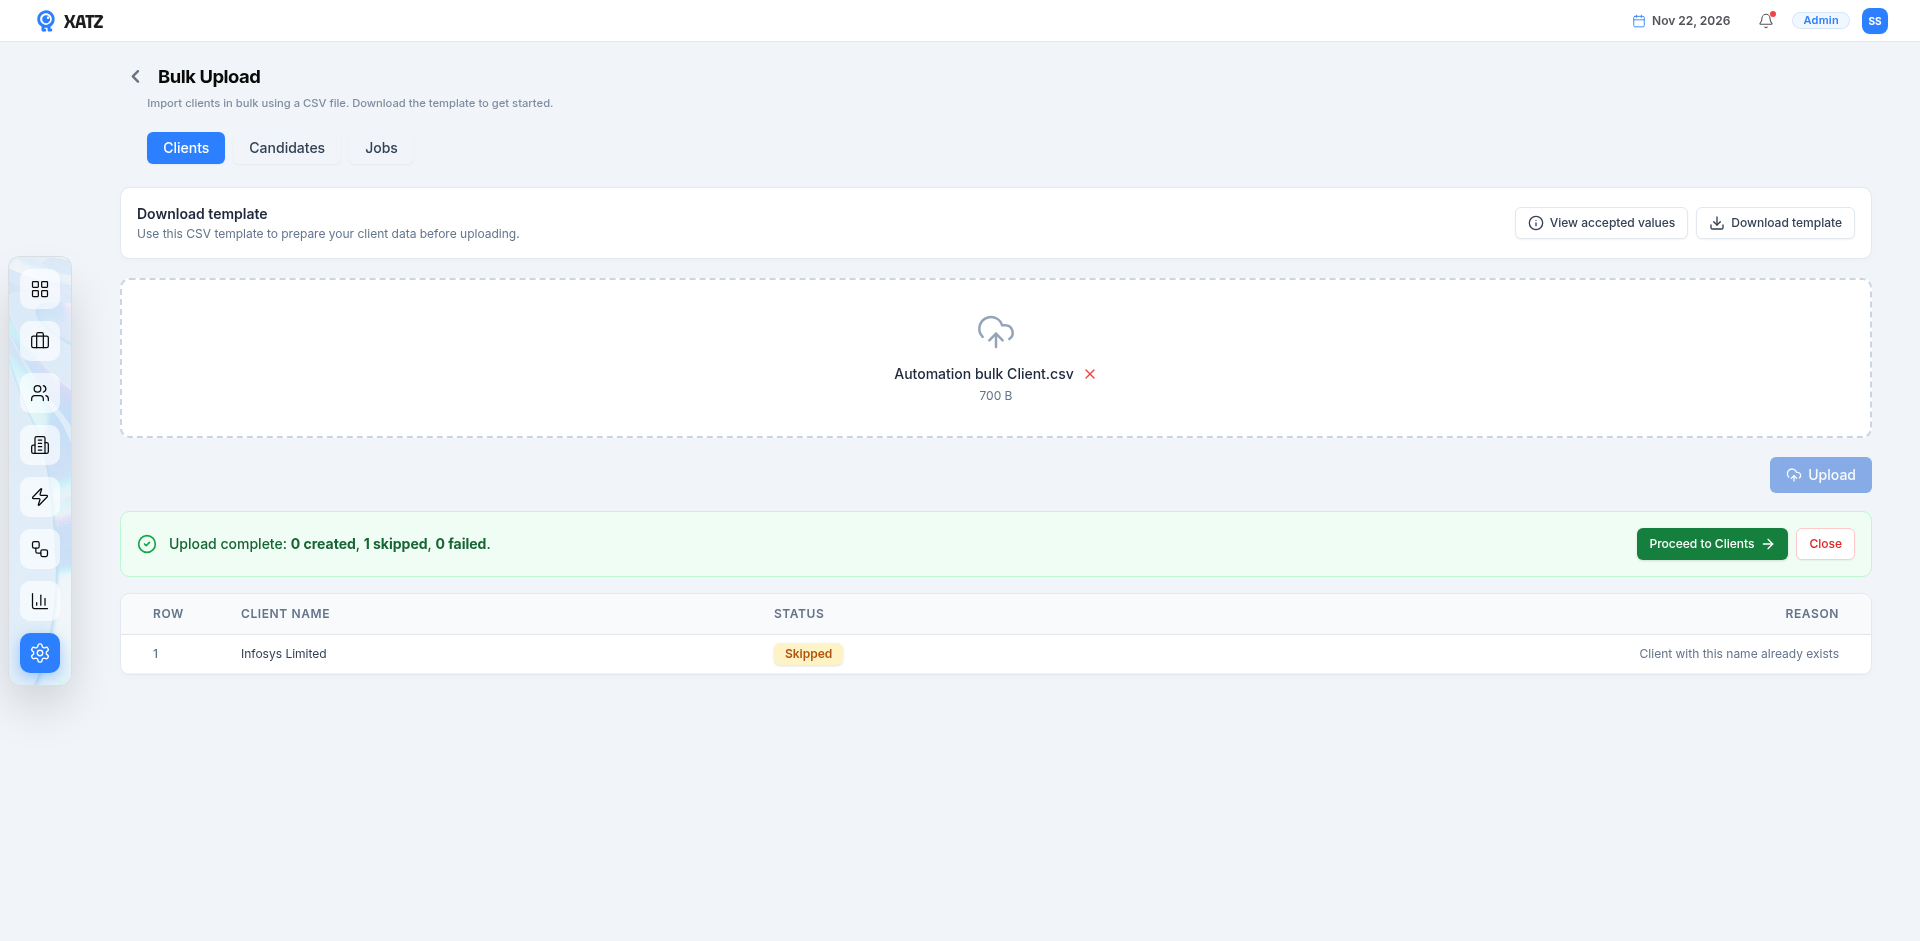 XATZ
Nov 22, 2026
Admin
SS
Bulk Upload
Import clients in bulk using a CSV file. Download the template to get started.
Clients
Candidates
Jobs
Download template
Use this CSV template to prepare your client data before uploading.
View accepted values
Download template
Automation bulk Client.csv
700 B
Upload
Upload complete: 0 created, 1 skipped, 0 failed.
Proceed to Clients
Close
ROW CLIENT NAME STATUS REASON
1 Infosys Limited Skipped Client with this name already exists